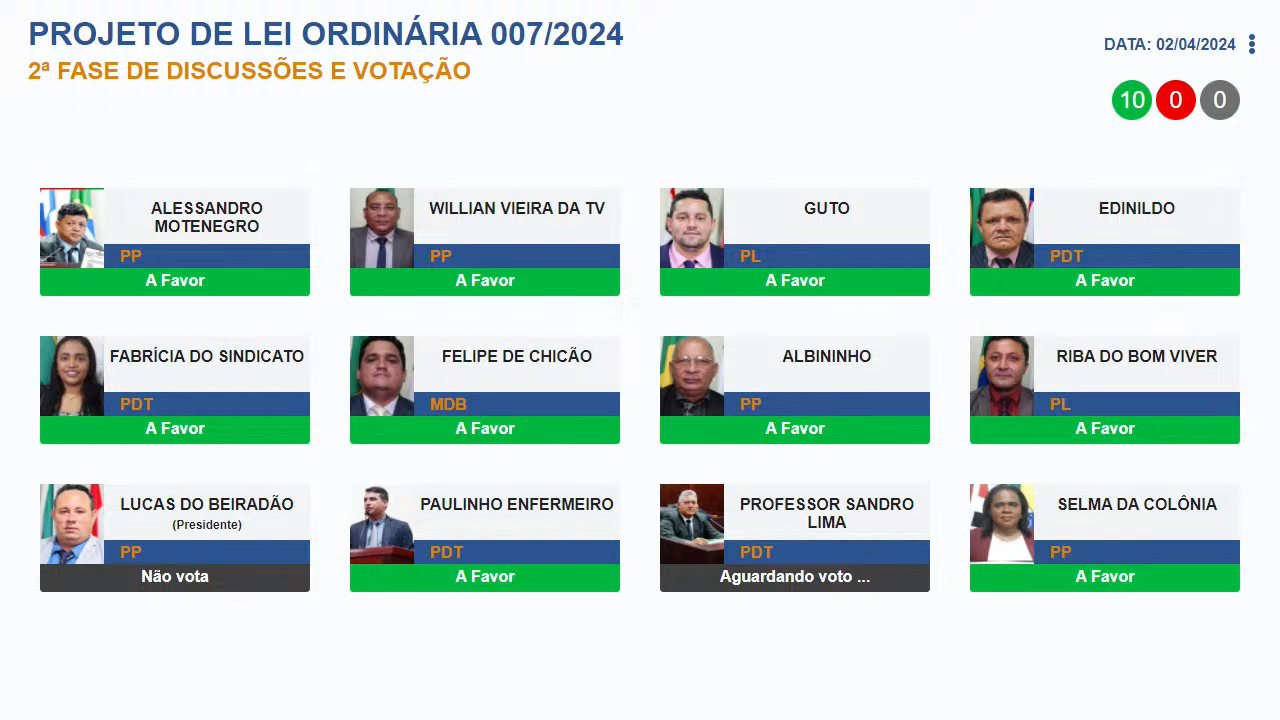 PROJETO DE LEI ORDINÁRIA 007/2024
2ª FASE DE DISCUSSÕES E VOTAÇÃO
DATA: 02/04/2024
10 0 0
ALESSANDRO
MOTENEGRO
PP
A Favor
WILLIAN VIEIRA DA TV
PP
A Favor
GUTO
PL
A Favor
EDINILDO
PDT
A Favor
FABRÍCIA DO SINDICATO
PDT
A Favor
FELIPE DE CHICÃO
MDB
A Favor
ALBININHO
PP
A Favor
RIBA DO BOM VIVER
PL
A Favor
LUCAS DO BEIRADÃO
(Presidente)
PP
Não vota
PAULINHO ENFERMEIRO
PDT
A Favor
PROFESSOR SANDRO
LIMA
PDT
Aguardando voto ...
SELMA DA COLÔNIA
PP
A Favor